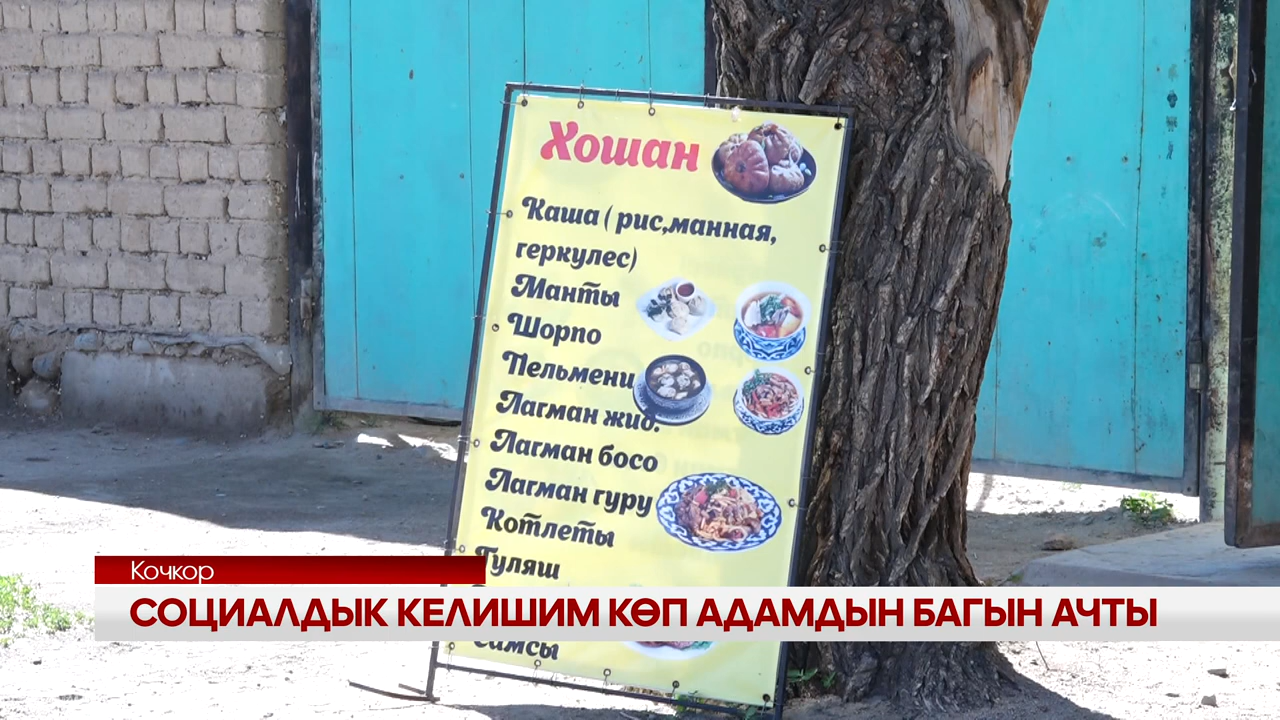 Хошан
Каша ( рис,манная,
геркулес)
Манты
Шорпо
Пельмени
Лагман жид.
Лагман босо
Лагман гуру
Котлеты
Гуляш
Кочкор
СОЦИАЛДЫК КЕЛИШИМ КӨП АДАМДЫН БАГЫН АЧТЫ
Самсы